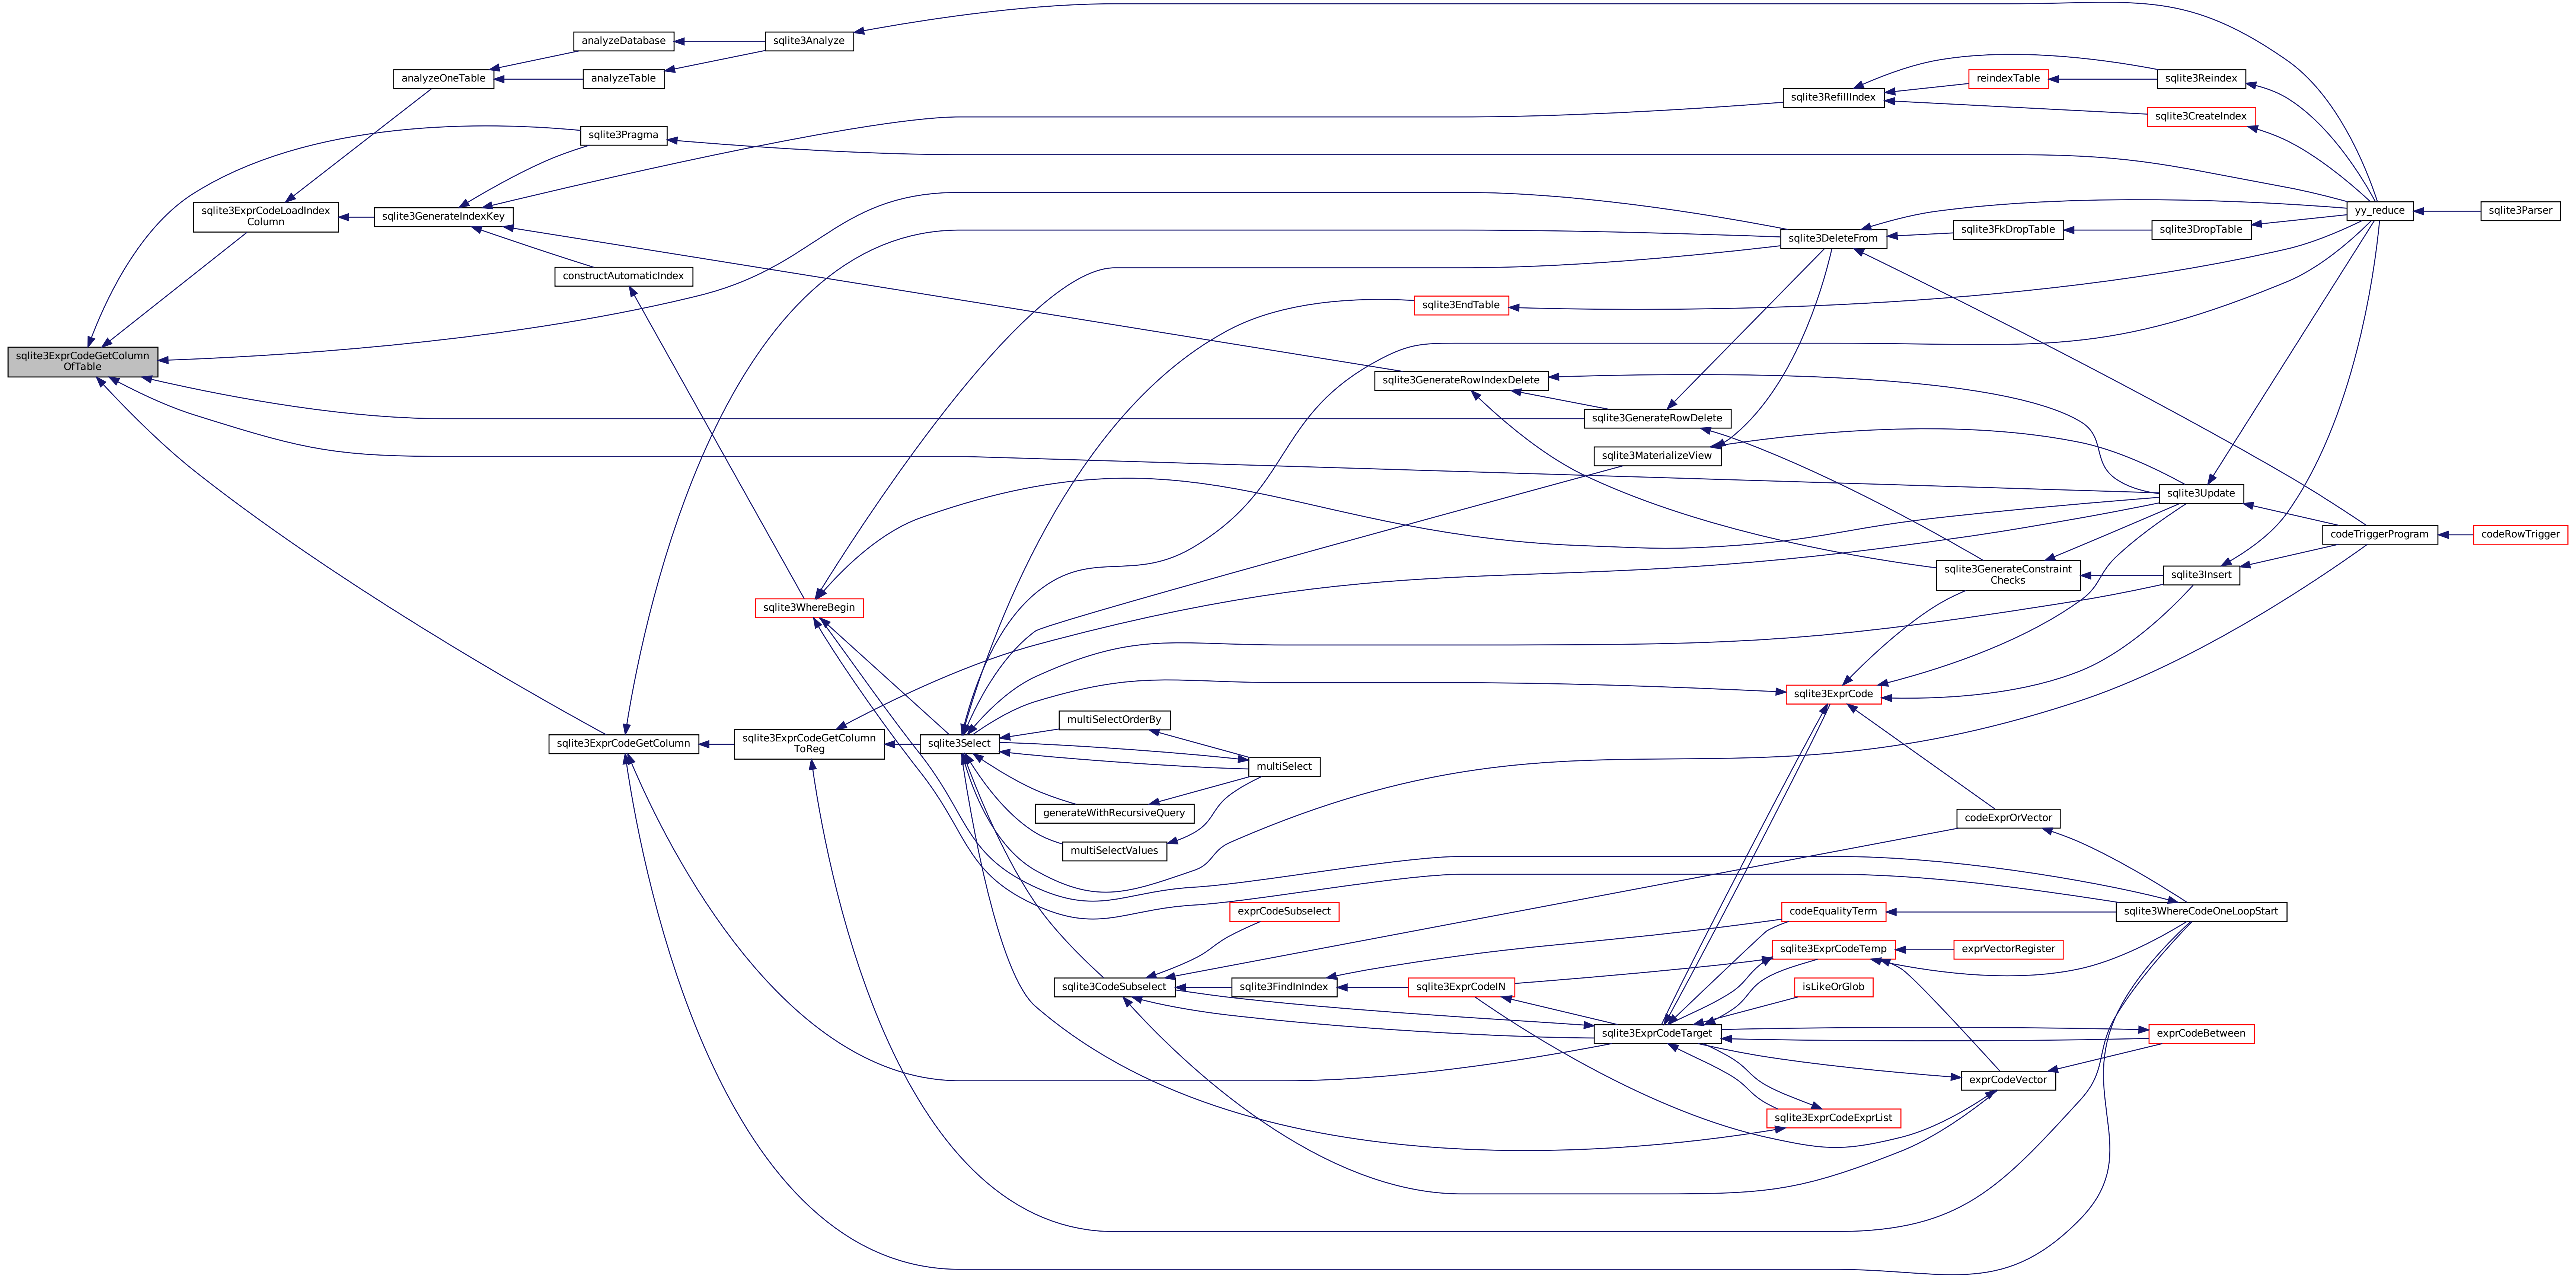 analyzeDatabase
sqlite3Analyze
analyzeOneTable
analyzeTable
reindexTable
sqlite3Reindex
sqlite3RefillIndex
sqlite3CreateIndex
sqlite3Pragma
sqlite3ExprCodeLoadIndex
Column
sqlite3GenerateIndexKey
yy_reduce
sqlite3Parser
sqlite3DeleteFrom
sqlite3FkDropTable
sqlite3DropTable
constructAutomaticIndex
sqlite3EndTable
sqlite3ExprCodeGetColumn
OfTable
sqlite3GenerateRowIndexDelete
sqlite3GenerateRowDelete
sqlite3MaterializeView
sqlite3Update
codeTriggerProgram
codeRowTrigger
sqlite3GenerateConstraint
Checks
sqlite3Insert
sqlite3WhereBegin
sqlite3ExprCode
multiSelectOrderBy
sqlite3ExprCodeGetColumn
sqlite3ExprCodeGetColumn
ToReg
sqlite3Select
multiSelect
generateWithRecursiveQuery
codeExprOrVector
multiSelectValues
exprCodeSubselect
codeEqualityTerm
sqlite3WhereCodeOneLoopStart
sqlite3ExprCodeTemp
exprVectorRegister
sqlite3CodeSubselect
sqlite3FindInIndex
sqlite3ExprCodeIN
isLikeOrGlob
sqlite3ExprCodeTarget
exprCodeBetween
exprCodeVector
sqlite3ExprCodeExprList